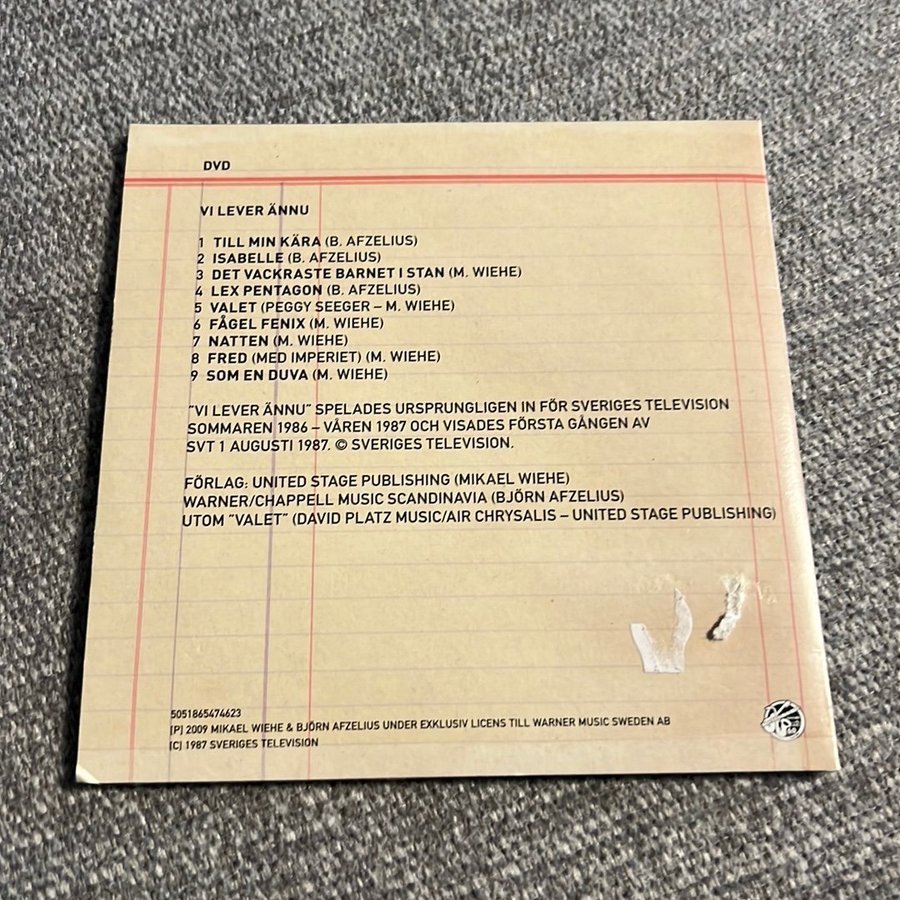 DVD
VI LEVER ÄNNU
1 TILL MIN KÄRA (B. AFZELIUS)
2 ISABELLE (B. AFZELIUS)
3 DET VACKRASTE BARNET I STAN (M. WIEHE)
4 LEX PENTAGON (B. AFZELIUS)
5 VALET (PEGGY SEEGER – M. WIEHE)
6 FÅGEL FENIX (M. WIEHE)
7 NATTEN (M. WIEHE)
8 FRED (MED IMPERIET) (M. WIEHE)
9 SOM EN DUVA (M. WIEHE)
"VI LEVER ÄNNU" SPELADES URSPRUNGLIGEN IN FÖR SVERIGES TELEVISION
SOMMAREN 1986 – VÅREN 1987 OCH VISADES FÖRSTA GÅNGEN AV
SVT 1 AUGUSTI 1987. © SVERIGES TELEVISION.
FÖRLAG: UNITED STAGE PUBLISHING (MIKAEL WIEHE)
WARNER/CHAPPELL MUSIC SCANDINAVIA (BJÖRN AFZELIUS)
UTOM "VALET" (DAVID PLATZ MUSIC/AIR CHRYSALIS – UNITED STAGE PUBLISHING)
5051865474623
(P) 2009 MIKAEL WIEHE & BJÖRN AFZELIUS UNDER EXKLUSIV LICENS TILL WARNER MUSIC SWEDEN AB
(C) 1987 SVERIGES TELEVISION